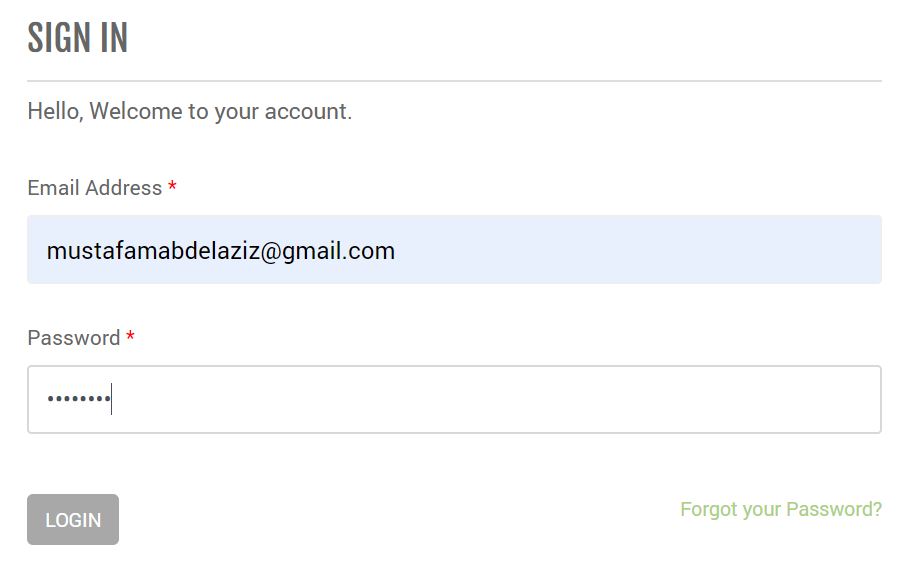 SIGN IN
Hello, Welcome to your account.
Email Address *
mustafamabdelaziz@gmail.com
Password *
••••••••
LOGIN
Forgot your Password?